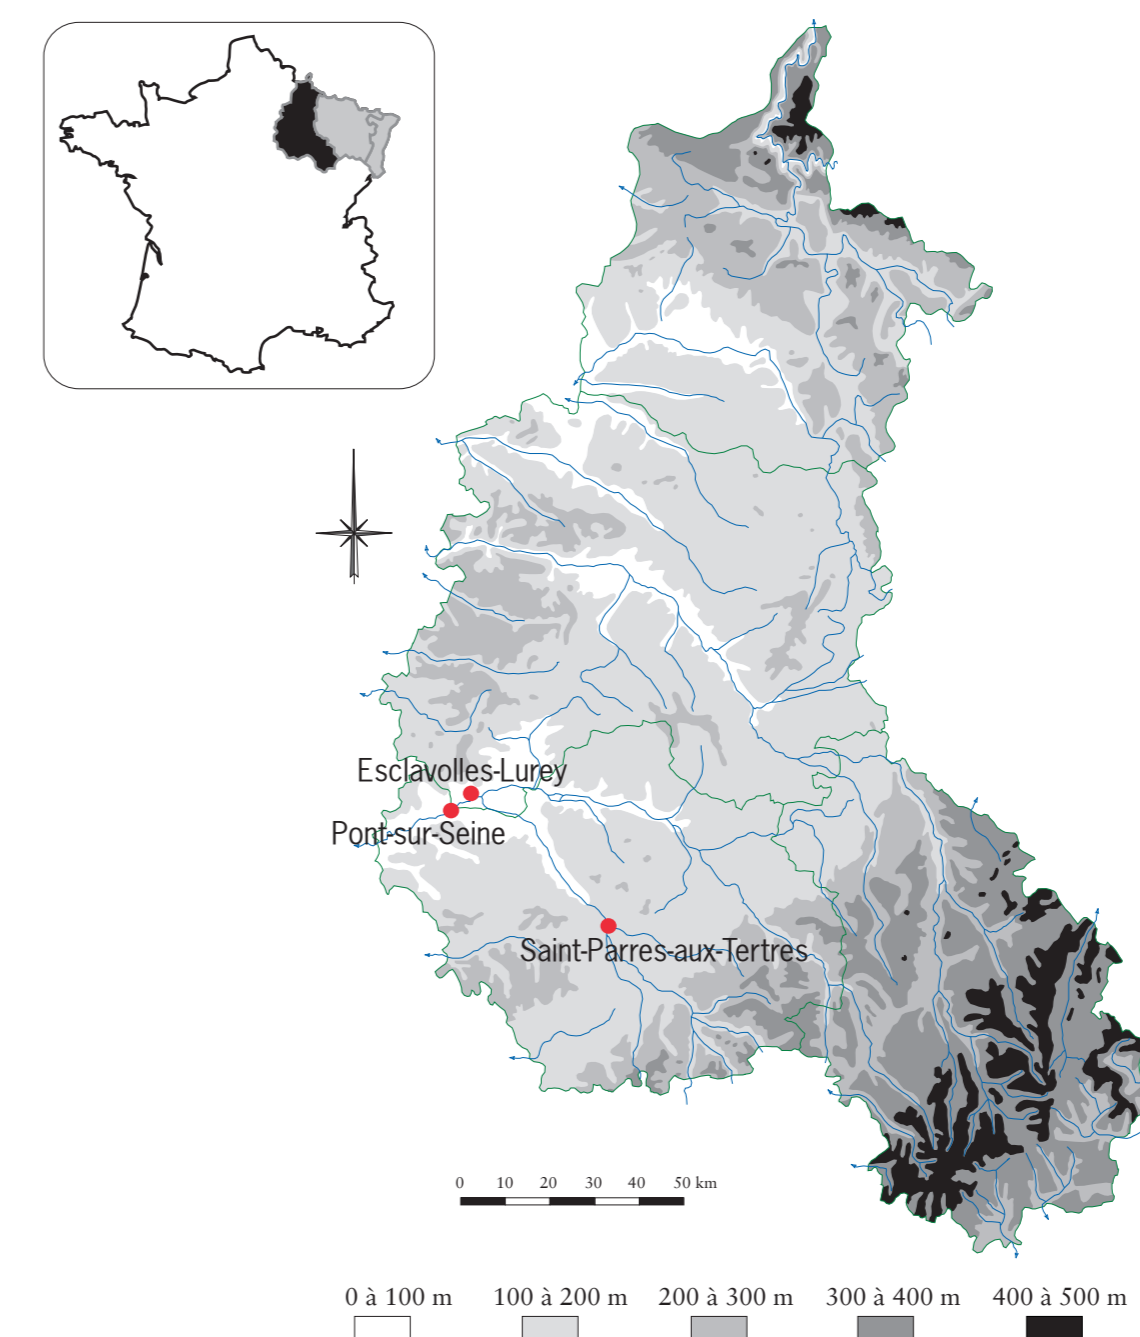 Esclavolles-Lurey
Pont-sur-Seine
Saint-Parres-aux-Tertres
0 10 20 30 40 50 km
0 à 100 m 100 à 200 m 200 à 300 m 300 à 400 m 400 à 500 m